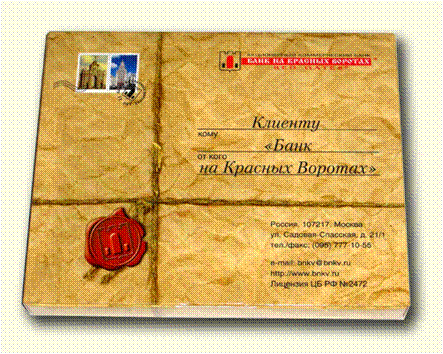 БАНК НА КРАСНЫХ ВОРОТАХ
Клиенту
кому
«Банк
от кого
на Красных Воротах»
Россия, 107217, Москва
ул. Садовая-Спасская, д. 21/1
тел./факс: (095) 777-10-55
e-mail: bnkv@bnkv.ru
http://www.bnkv.ru
Лицензия ЦБ РФ №2472